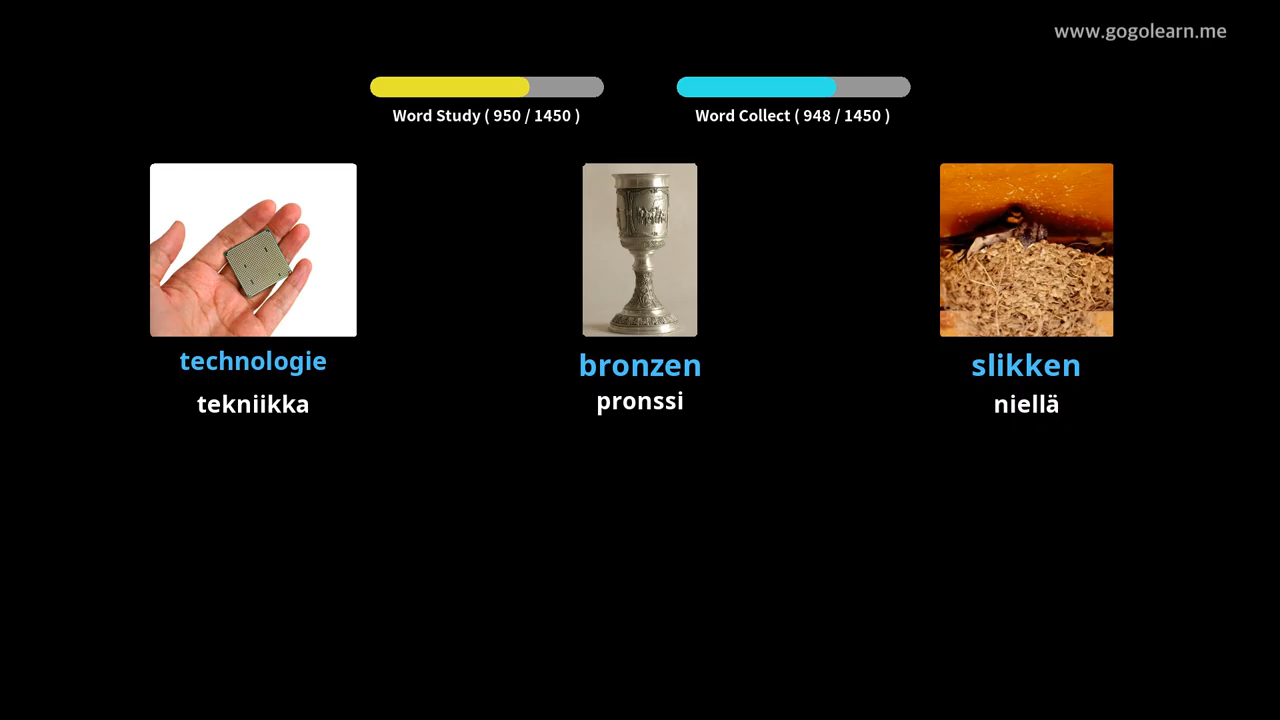 www.gogolearn.me
Word Study ( 950 / 1450 )
Word Collect ( 948 / 1450 )
technologie
tekniikka
bronzen
pronssi
slikken
niellä